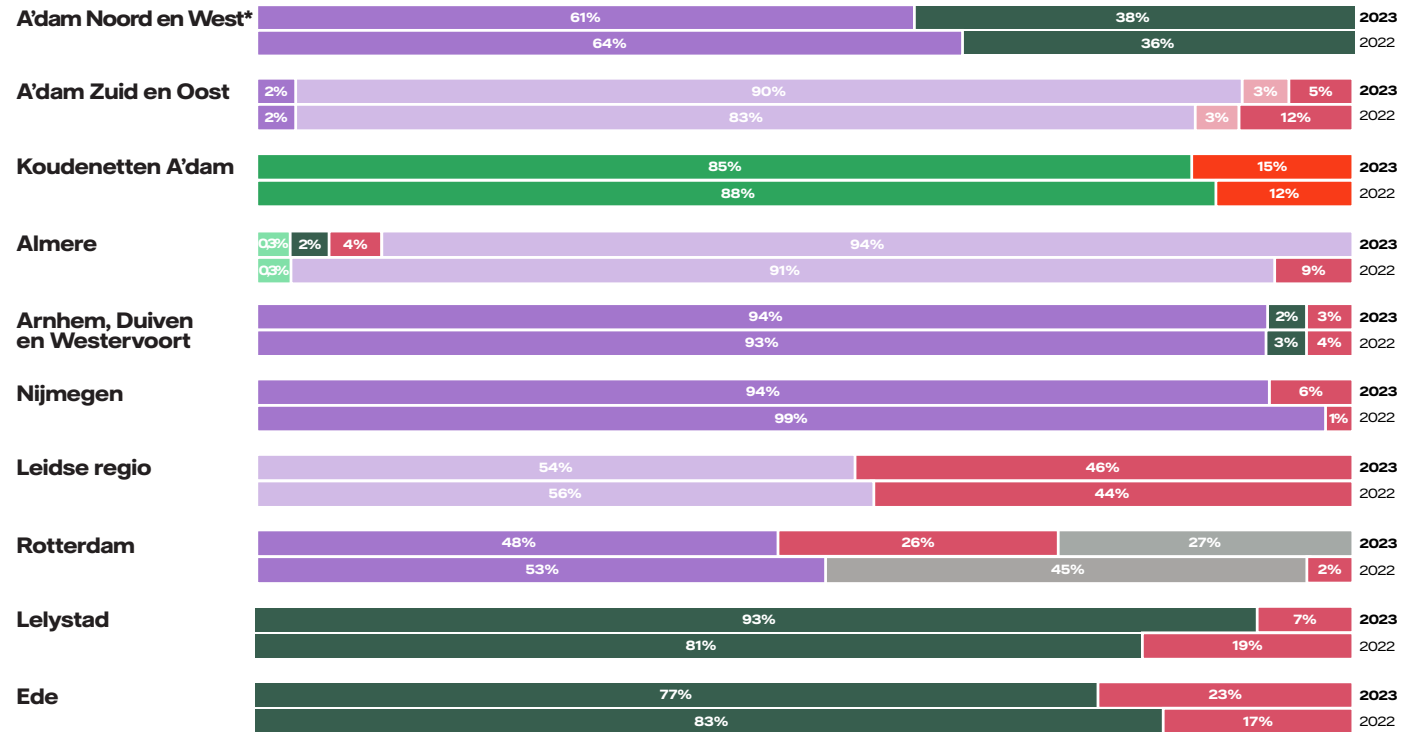 A'dam Noord en West* 61% 38% 2023
64% 36% 2022
A'dam Zuid en Oost 2% 90% 3% 5% 2023
2% 83% 3% 12% 2022
Koudenetten A'dam 85% 15% 2023
88% 12% 2022
Almere 0,3% 2% 4% 94% 2023
0,3% 91% 9% 2022
Arnhem, Duiven 94% 2% 3% 2023
en Westervoort 93% 3% 4% 2022
Nijmegen 94% 6% 2023
99% 1% 2022
Leidse regio 54% 46% 2023
56% 44% 2022
Rotterdam 48% 26% 27% 2023
53% 45% 2% 2022
Lelystad 93% 7% 2023
81% 19% 2022
Ede 77% 23% 2023
83% 17% 2022